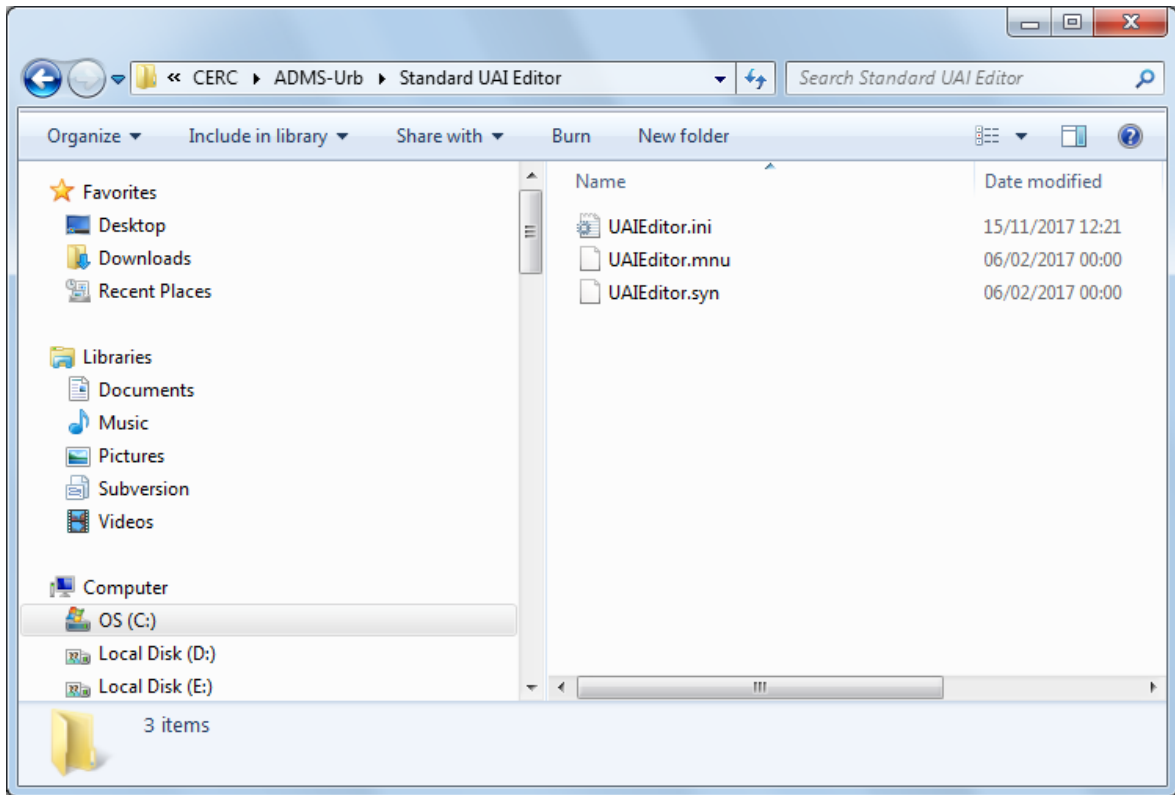 « CERC ▸ ADMS-Urb ▸ Standard UAI Editor Search Standard UAI Editor
Organize Include in library Share with Burn New folder
Favorites
Desktop
Downloads
Recent Places
Libraries
Documents
Music
Pictures
Subversion
Videos
Computer
OS (C:)
Local Disk (D:)
Local Disk (E:)
Name Date modified
UAIEditor.ini 15/11/2017 12:21
UAIEditor.mnu 06/02/2017 00:00
UAIEditor.syn 06/02/2017 00:00
3 items